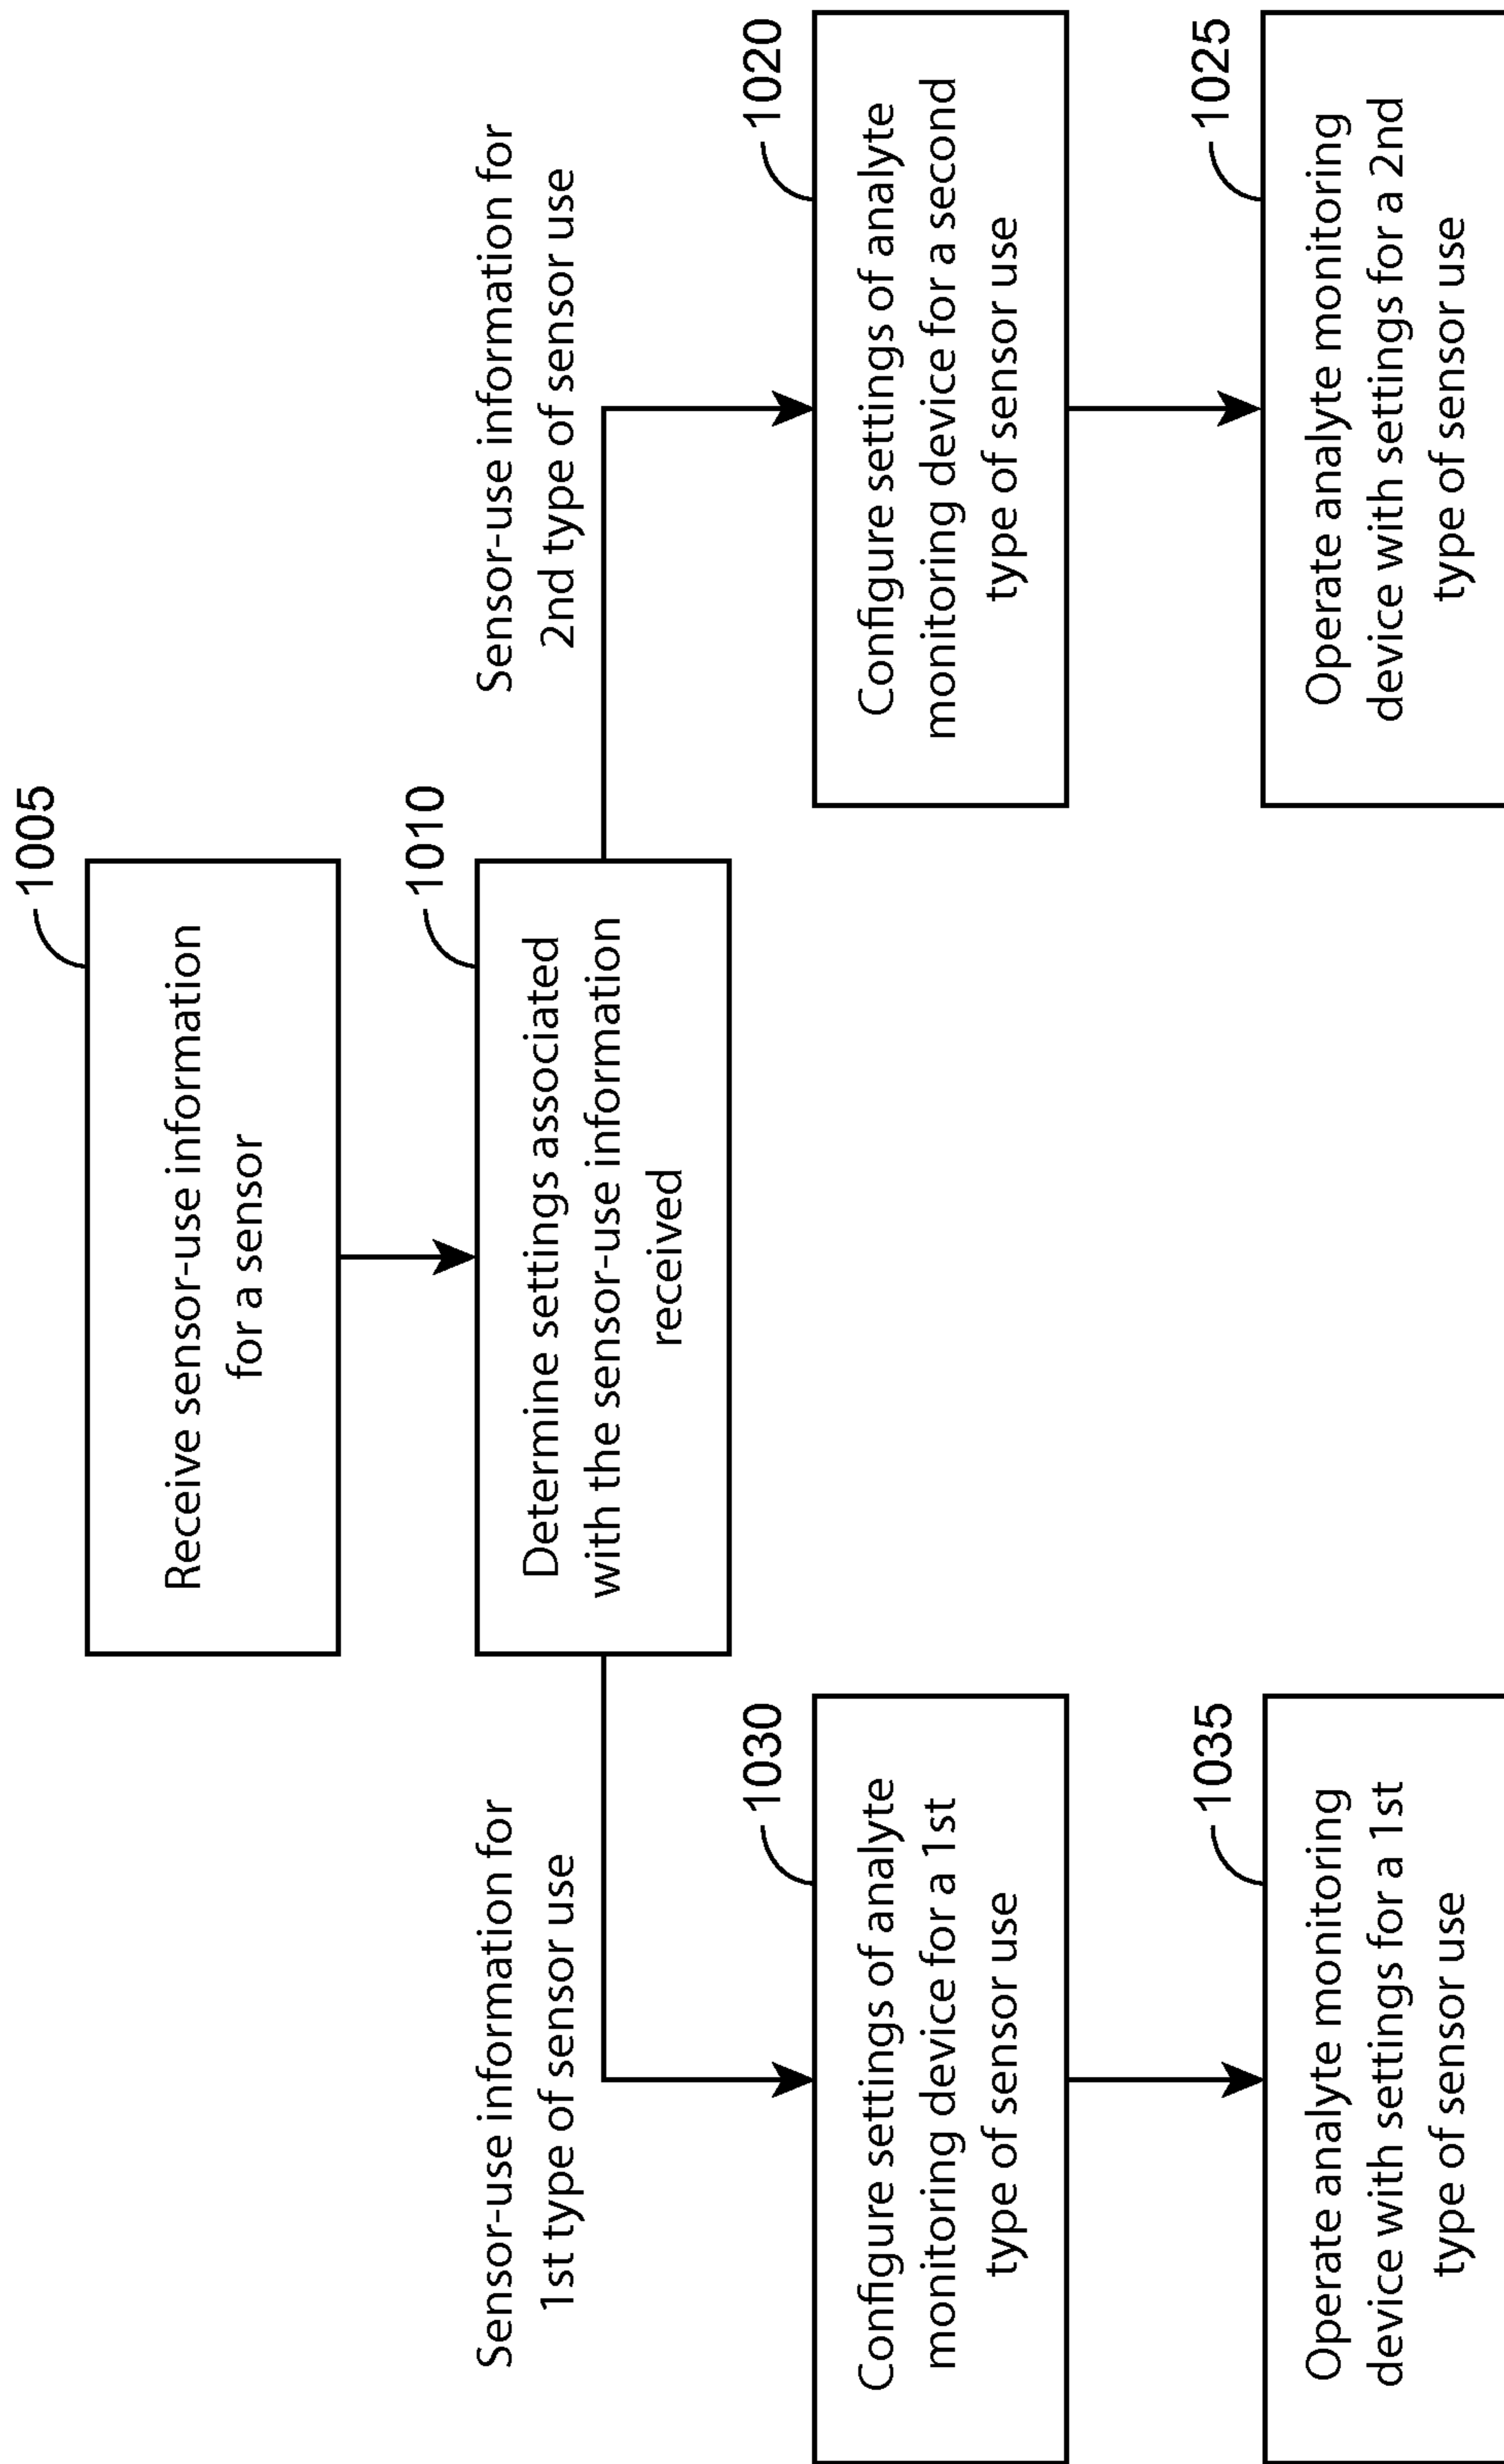 1005
Receive sensor-use information
for a sensor
1010
Determine settings associated
with the sensor-use information
received
Sensor-use information for
1st type of sensor use
Sensor-use information for
2nd type of sensor use
1030
Configure settings of analyte
monitoring device for a 1st
type of sensor use
1020
Configure settings of analyte
monitoring device for a second
type of sensor use
1035
Operate analyte monitoring
device with settings for a 1st
type of sensor use
1025
Operate analyte monitoring
device with settings for a 2nd
type of sensor use